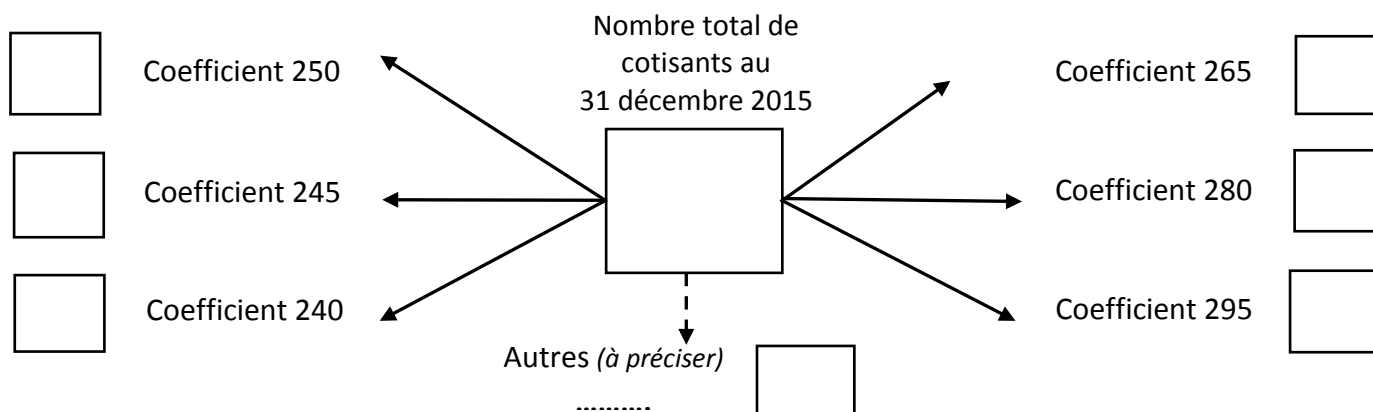 Nombre total de
cotisants au
31 décembre 2015
Coefficient 250
Coefficient 245
Coefficient 240
Coefficient 265
Coefficient 280
Coefficient 295
Autres (à préciser)
..........